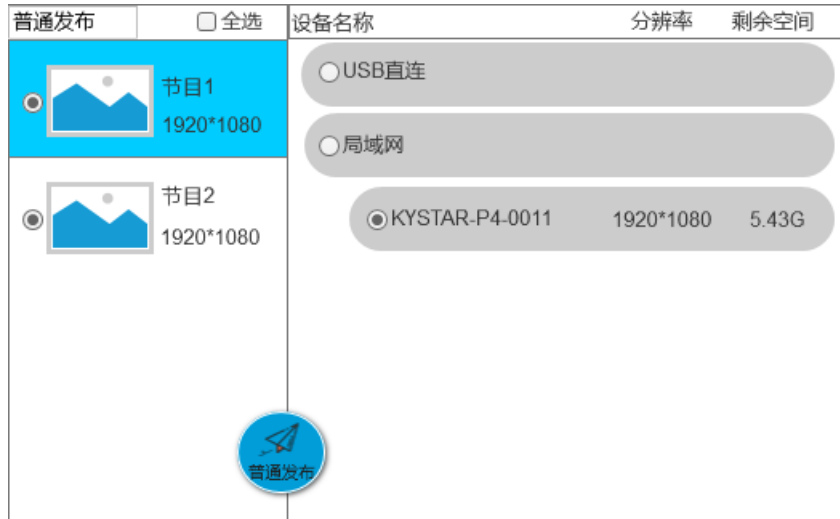 普通发布 全选 设备名称 分辨率 剩余空间
节目1
1920*1080
节目2
1920*1080
USB直连
局域网
KYSTAR-P4-0011 1920*1080 5.43G
普通发布